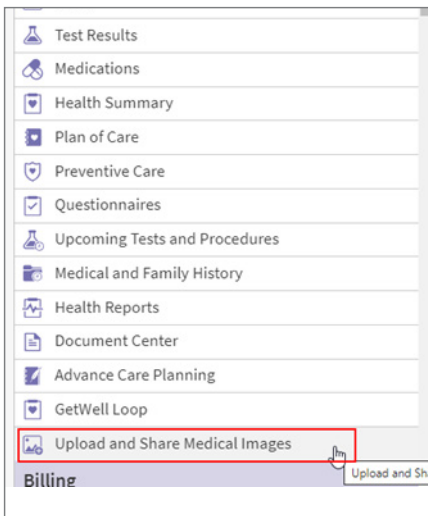 Test Results
Medications
Health Summary
Plan of Care
Preventive Care
Questionnaires
Upcoming Tests and Procedures
Medical and Family History
Health Reports
Document Center
Advance Care Planning
GetWell Loop
Upload and Share Medical Images
Upload and Sha
Billing